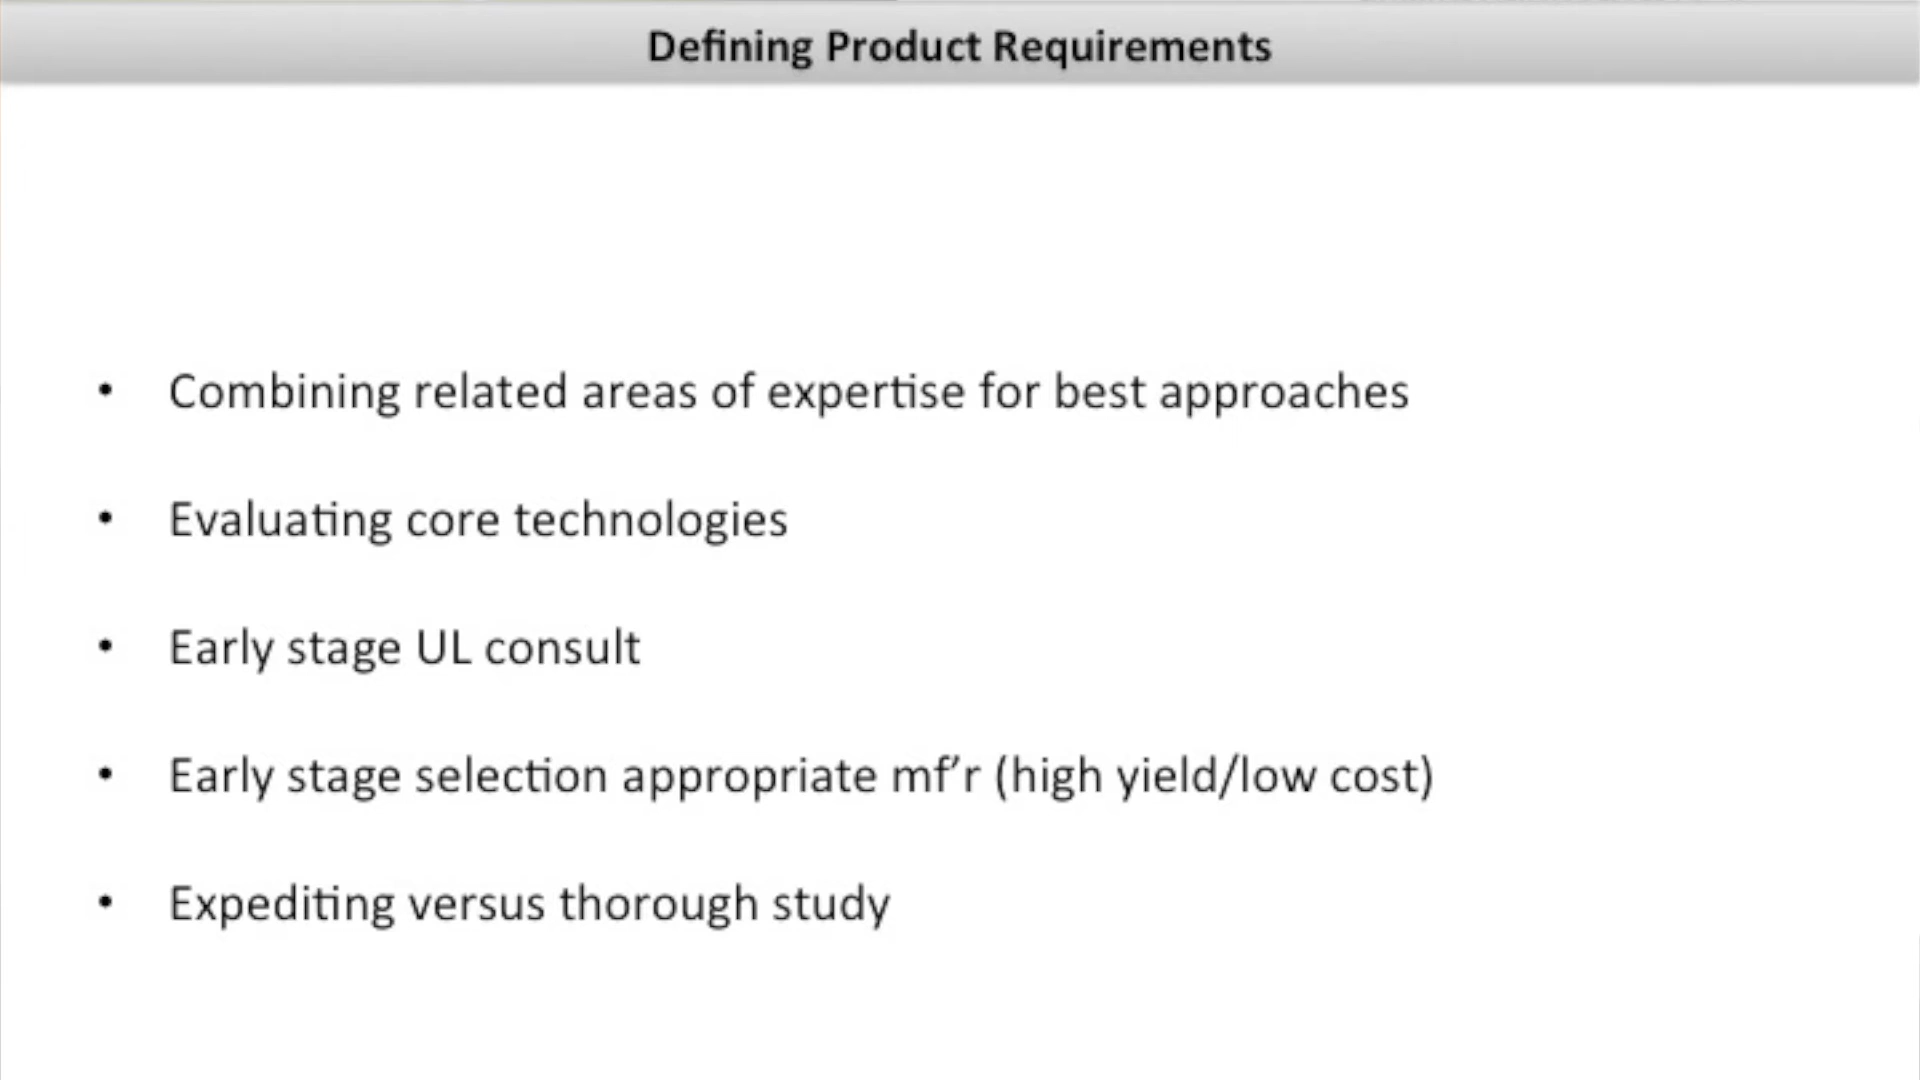 Defining Product Requirements
• Combining related areas of expertise for best approaches
• Evaluating core technologies
• Early stage UL consult
• Early stage selection appropriate mf’r (high yield/low cost)
• Expediting versus thorough study